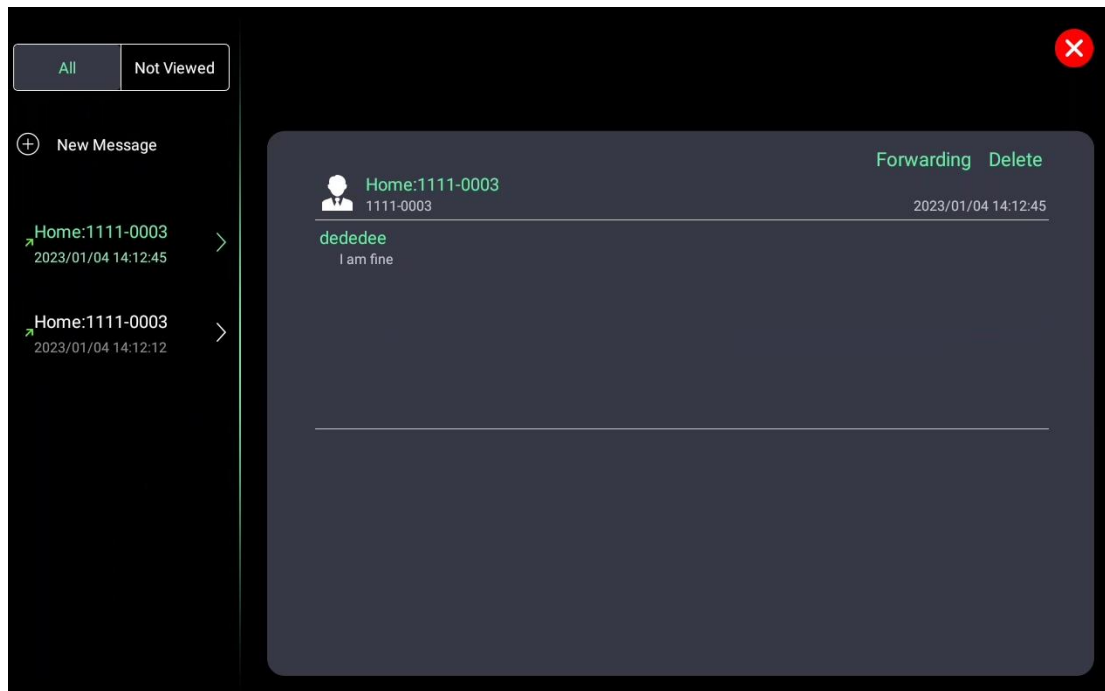 All
Not Viewed
New Message
Home:1111-0003
2023/01/04 14:12:45
Home:1111-0003
2023/01/04 14:12:12
Forwarding Delete
Home:1111-0003
1111-0003
2023/01/04 14:12:45
dededee
I am fine